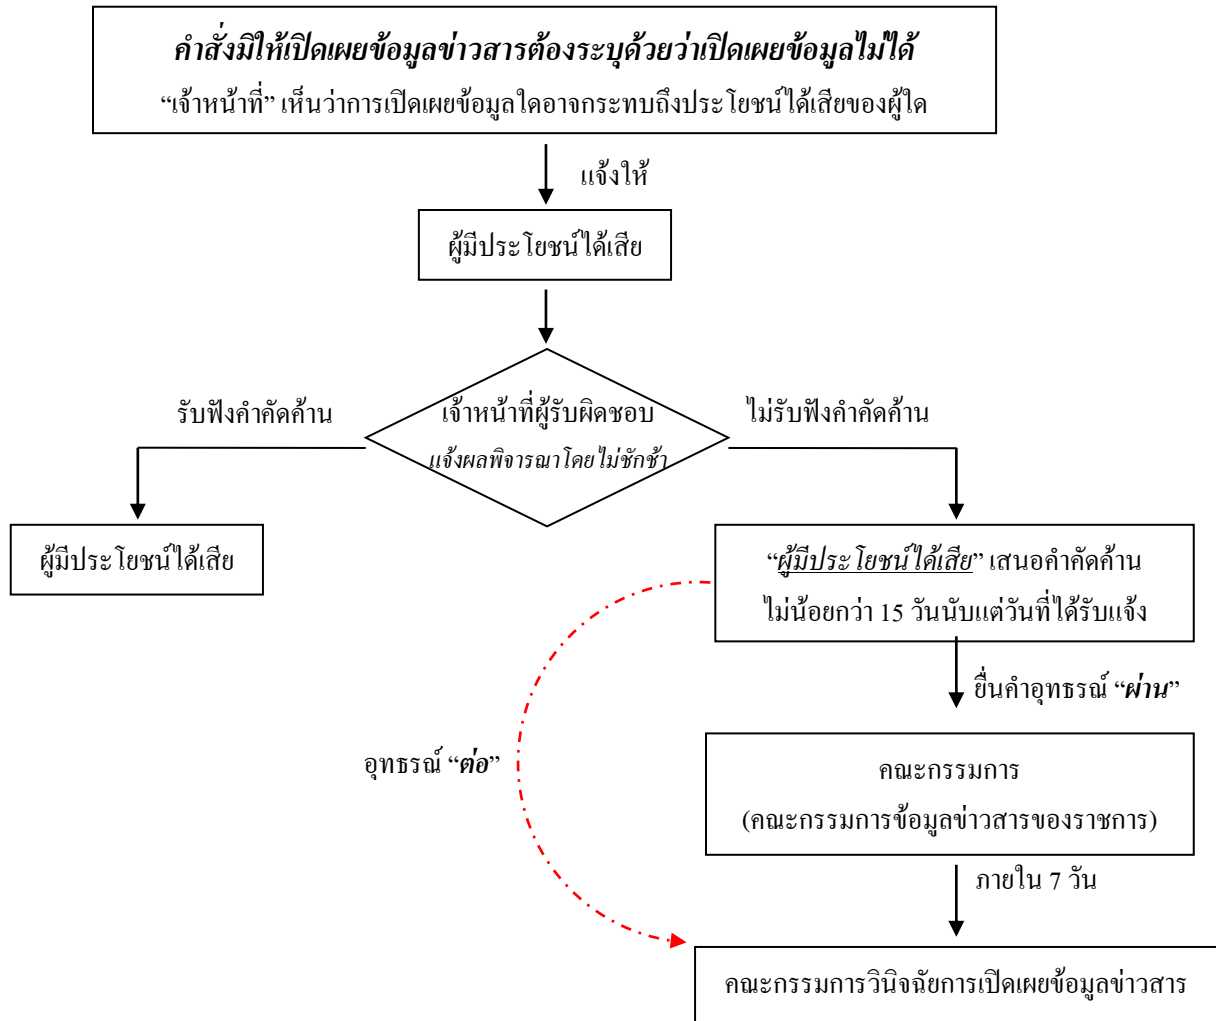 คำสั่งมิให้เปิดเผยข้อมูลข่าวสารต้องระบุด้วยว่าเปิดเผยข้อมูลไม่ได้
“เจ้าหน้าที่” เห็นว่าการเปิดเผยข้อมูลใดอาจกระทบถึงประโยชน์ได้เสียของผู้ใด
แจ้งให้
ผู้มีประโยชน์ได้เสีย
รับฟังคำคัดค้าน
เจ้าหน้าที่ผู้รับผิดชอบ
แจ้งผลพิจารณาโดยไม่ชักช้า
ไม่รับฟังคำคัดค้าน
ผู้มีประโยชน์ได้เสีย
“ผู้มีประโยชน์ได้เสีย” เสนอคำคัดค้าน
ไม่น้อยกว่า 15 วันนับแต่วันที่ได้รับแจ้ง
ยื่นคำอุทธรณ์ “ผ่าน”
อุทธรณ์ “ต่อ”
คณะกรรมการ
(คณะกรรมการข้อมูลข่าวสารของราชการ)
ภายใน 7 วัน
คณะกรรมการวินิจฉัยการเปิดเผยข้อมูลข่าวสาร